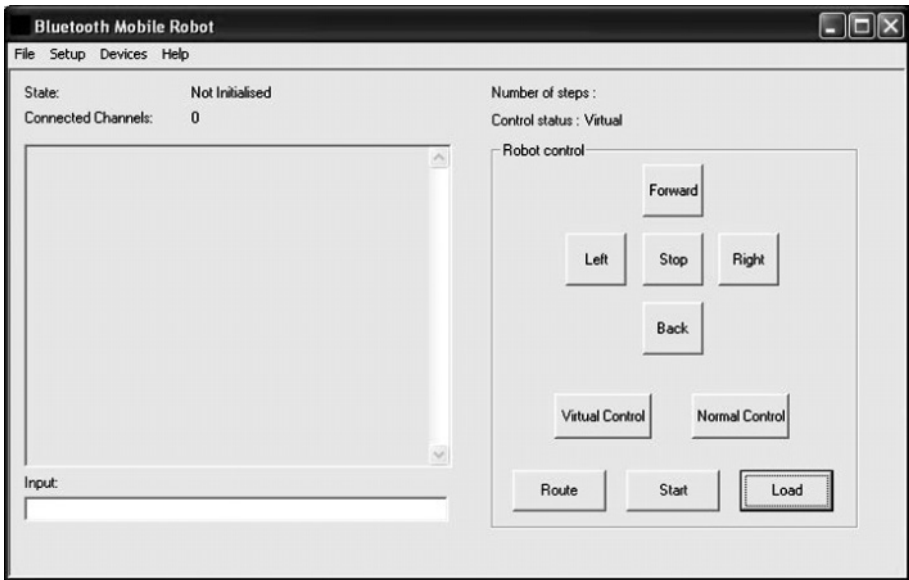 Bluetooth Mobile Robot
File Setup Devices Help
State: Not Initialised
Connected Channels: 0
Input:
Number of steps :
Control status : Virtual
Robot control
Forward
Left Stop Right
Back
Virtual Control Normal Control
Route Start Load